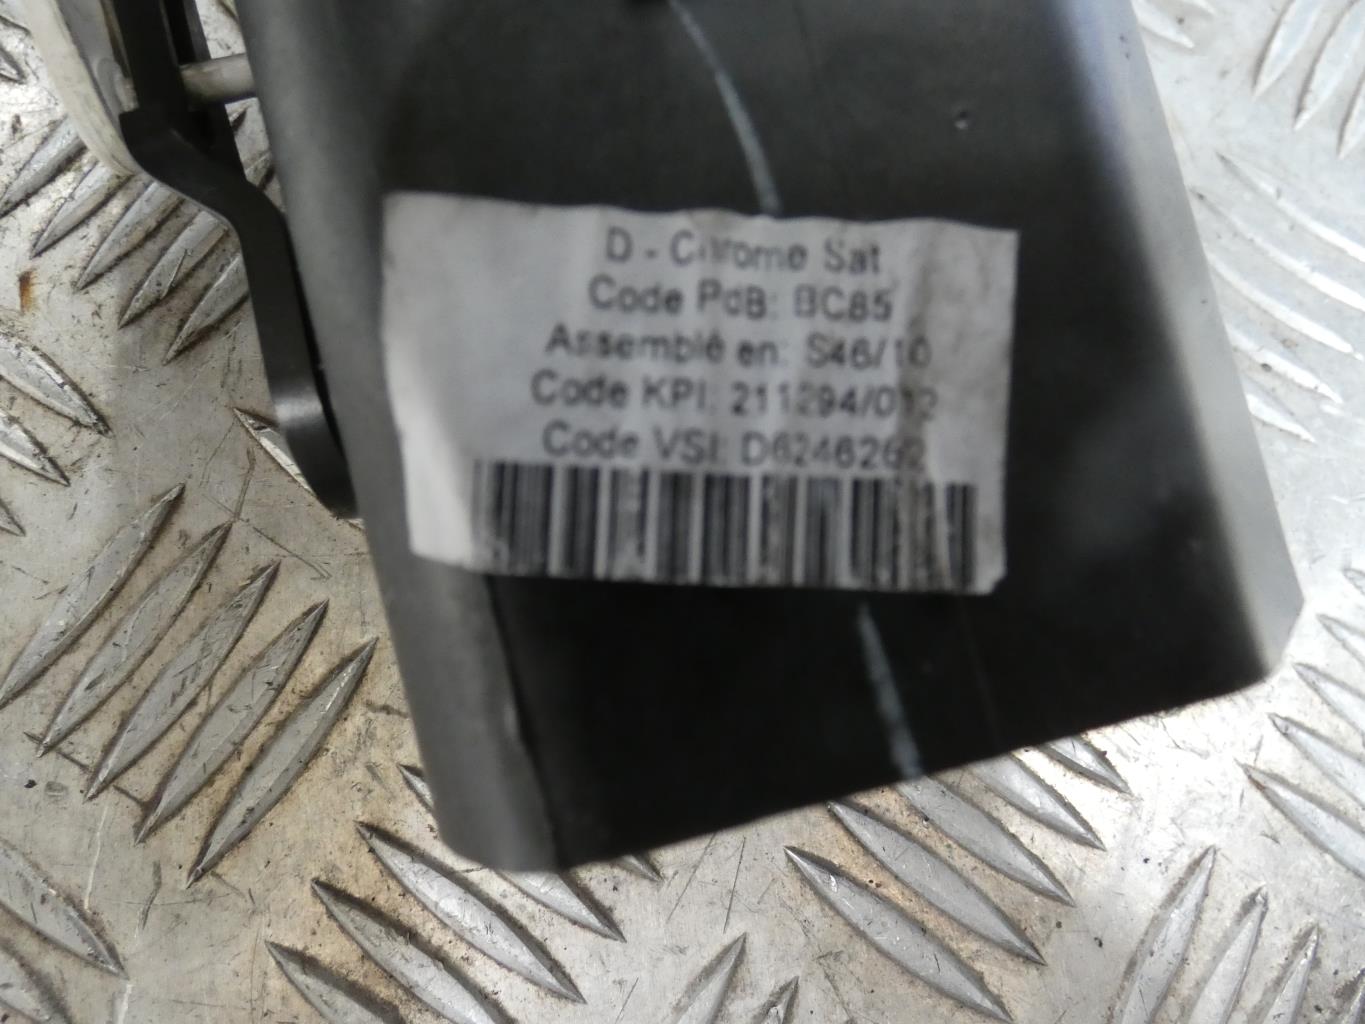 D - Chrome Sat
Code PdB: BC85
Assemblé en: S46/10
Code KPI: 211294/012
Code VSI: D6246262